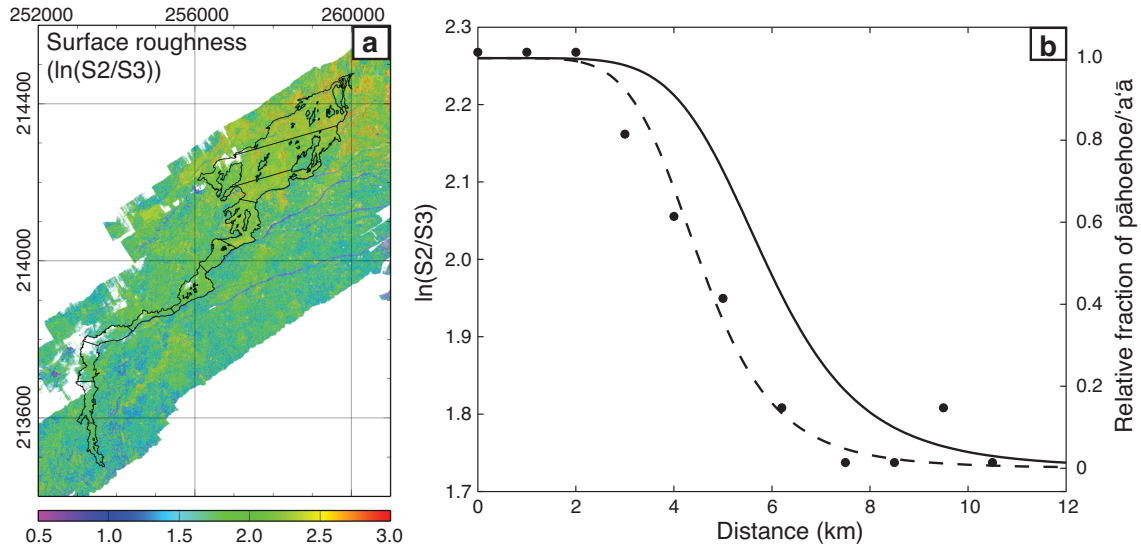 252000 256000 260000
Surface roughness
(ln(S2/S3))
a
214400
214000
213600
0.5 1.0 1.5 2.0 2.5 3.0
b
2.3
2.2
2.1
2.0
1.9
1.8
1.7
ln(S2/S3)
0 2 4 6 8 10 12
Distance (km)
1.0
0.8
0.6
0.4
0.2
0
Relative fraction of pāhoehoe/ʻaʻā